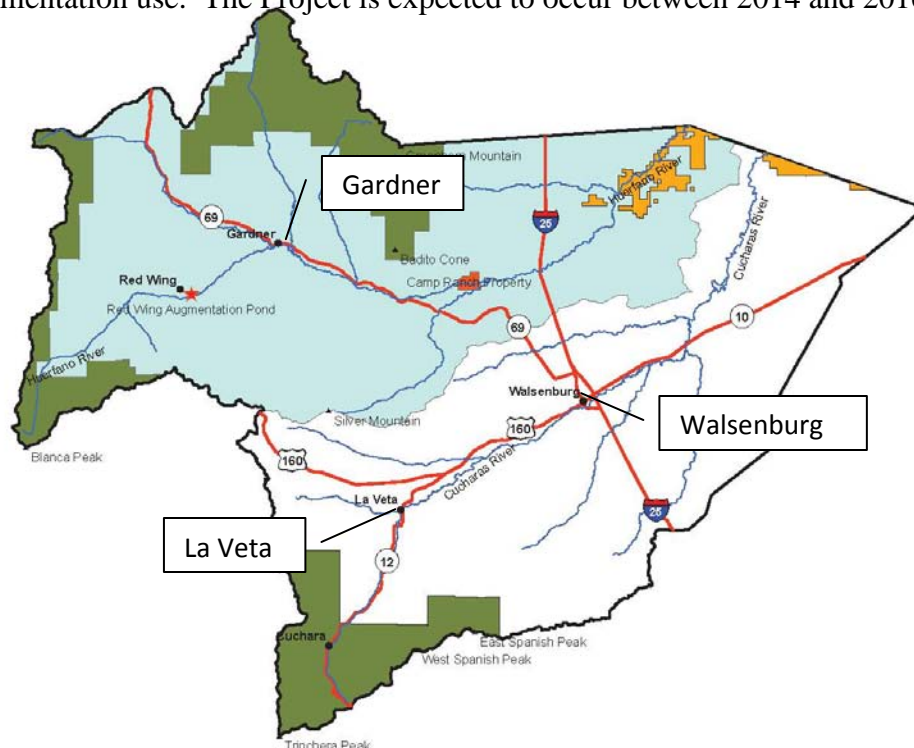 mentation use. The Project is expected to occur between 2014 and 201
Mountain
Huerfano River
Gardner
25
69
Gardner
Badito Cone
Cucharas River
Red Wing
Camp Ranch Property
Red Wing Augmentation Pond
69
10
Huerfano River
Walsenburg
Silver Mountain
160
Walsenburg
160
Blanca Peak
Cucharas River
La Veta
25
La Veta
12
Cuchara
East Spanish Peak
West Spanish Peak
Trinchera Peak